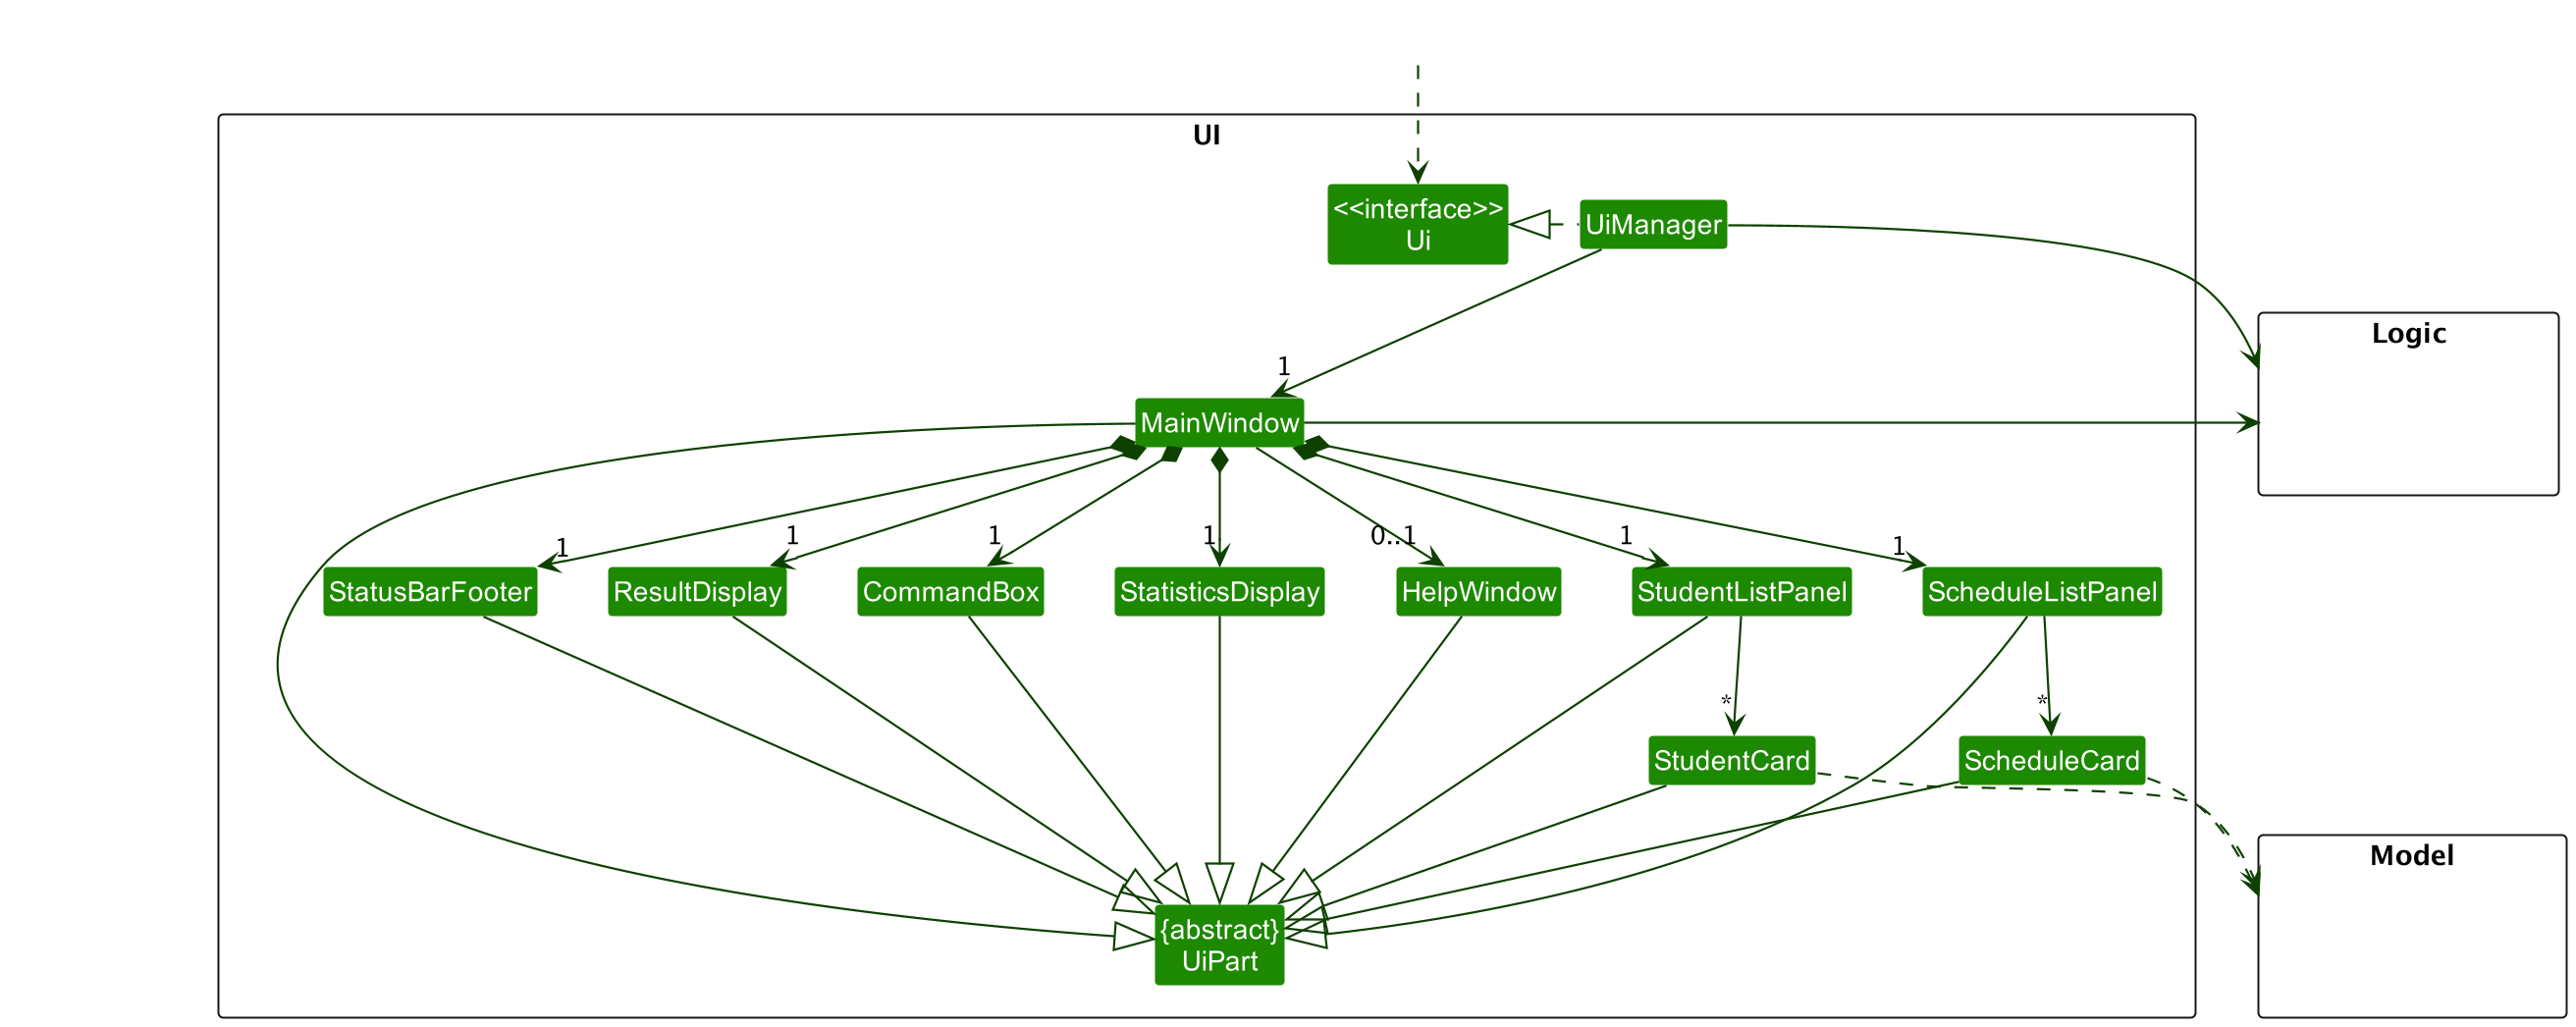 UI
<<interface>>
Ui
UiManager
Logic
1
MainWindow
1
1
1
1
0..1
1
1
StatusBarFooter
ResultDisplay
CommandBox
StatisticsDisplay
HelpWindow
StudentListPanel
ScheduleListPanel
*
*
StudentCard
ScheduleCard
Model
{abstract}
UiPart